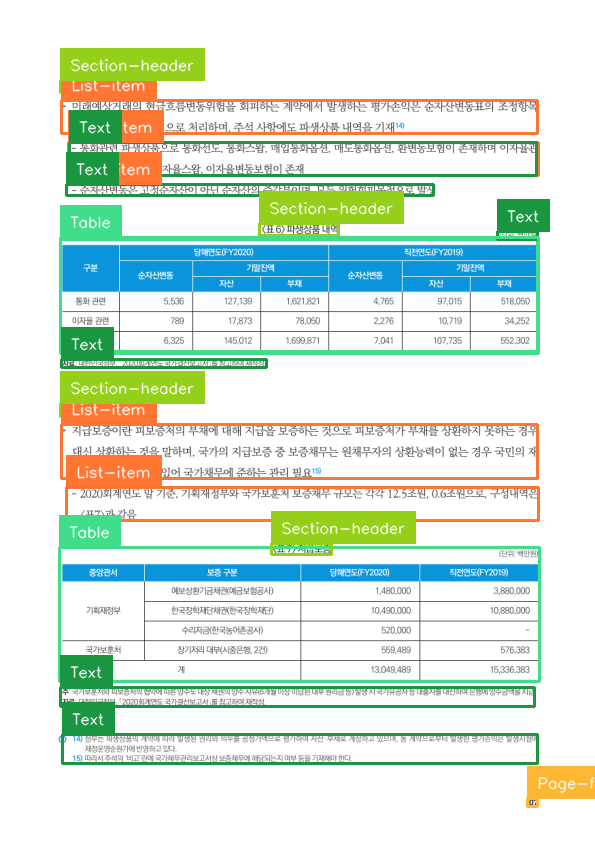 Section-header
List-item
미래예상거래의 현금흐름변동위험을 회피하는 계약에서 발생하는 평가손익은 순자산변동표의 조정항목
Text
tem
으로 처리하며, 주석 사항에도 파생상품 내역을 기재14)
- 통화관련 파생상품으로 통화선도, 통화스왑, 매입통화옵션, 매도통화옵션, 환변동보험이 존재하며 이자율관
Text
tem
자율스왑, 이자율변동보험이 존재
- 순자산변동은 고정순자산이 아닌 순자산의 증감분이며, 모두 위험회피목적으로 발생
Section-header
Text
Table
<표 6> 파생상품 내역
구분 당해연도(FY2020) 직전연도(FY2019)
순자산변동 기말잔액 순자산변동 기말잔액
자산 부채 자산 부채
통화 관련 5,536 127,139 1,621,821 4,765 97,015 518,050
이자율 관련 789 17,873 78,050 2,276 10,719 34,252
Text
6,325 145,012 1,699,871 7,041 107,735 552,302
자료: 대한민국정부, 「2020회계연도 국가결산보고서」를 참고하여 재작성
Section-header
List-item
지급보증이란 피보증처의 부채에 대해 지급을 보증하는 것으로 피보증처가 부채를 상환하지 못하는 경우
대신 상환하는 것을 말하며, 국가의 지급보증 중 보증채무는 원채무자의 상환능력이 없는 경우 국민의 재
List-item
있어 국가채무에 준하는 관리 필요15)
- 2020회계연도 말 기준, 기획재정부와 국가보훈처 보증채무 규모는 각각 12.5조원, 0.6조원으로, 구성내역은
<표7>과 같음
Section-header
Table
<표 7> 지급보증
(단위: 백만원)
중앙관서 보증 구분 당해연도(FY2020) 직전연도(FY2019)
기획재정부 예보상환기금채권(예금보험공사) 1,480,000 3,880,000
한국장학재단채권(한국장학재단) 10,490,000 10,880,000
수리자금(한국농어촌공사) 520,000 -
국가보훈처 장기저리 대부(시중은행, 2건) 559,489 576,383
계 13,049,489 15,336,383
Text
주: 국가보훈처와 피보증처의 협약에 따른 양수도 대상 채권의 양수 사유(6개월 이상 미납된 대부 원리금 등) 발생 시 국가유공자 등 대출자를 대신하여 은행에 양수금액을 지급
자료: 대한민국정부, 「2020회계연도 국가결산보고서」를 참고하여 재작성
Text
14) 정부는 파생상품의 계약에 따라 발생된 권리와 의무를 공정가액으로 평가하여 자산·부채로 계상하고 있으며, 동 계약으로부터 발생한 평가손익은 발생시점에
재정운영순원가에 반영하고 있다.
15) 따라서 주석의 '비고'란에 국가채무관리보고서상 보증채무에 해당되는지 여부 등을 기재해야 한다.
Page-f